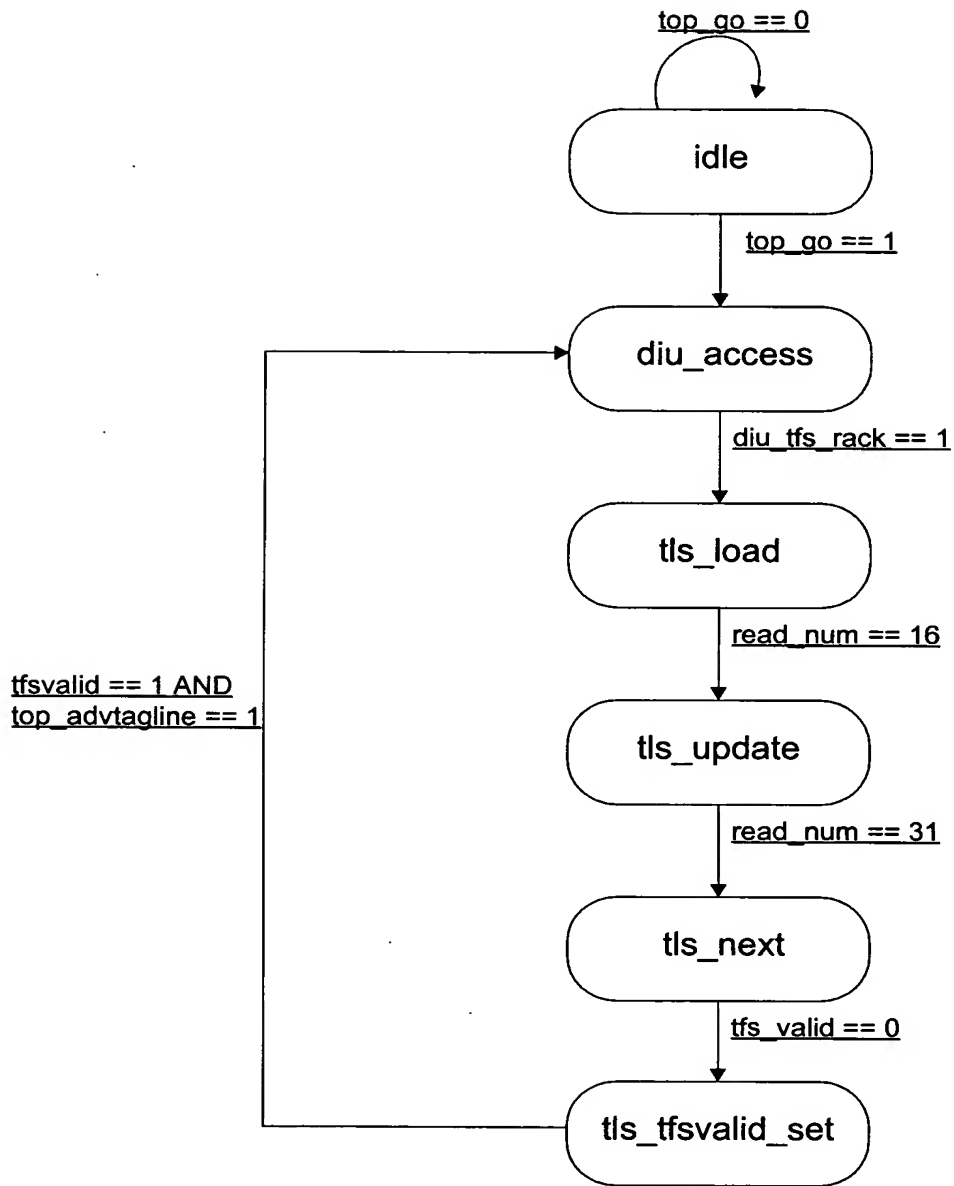 top_go == 0
idle
top_go == 1
diu_access
diu_tfs_rack == 1
tls_load
read_num == 16
tfsvalid == 1 AND
top_advtagline == 1
tls_update
read_num == 31
tls_next
tfs_valid == 0
tls_tfsvalid_set